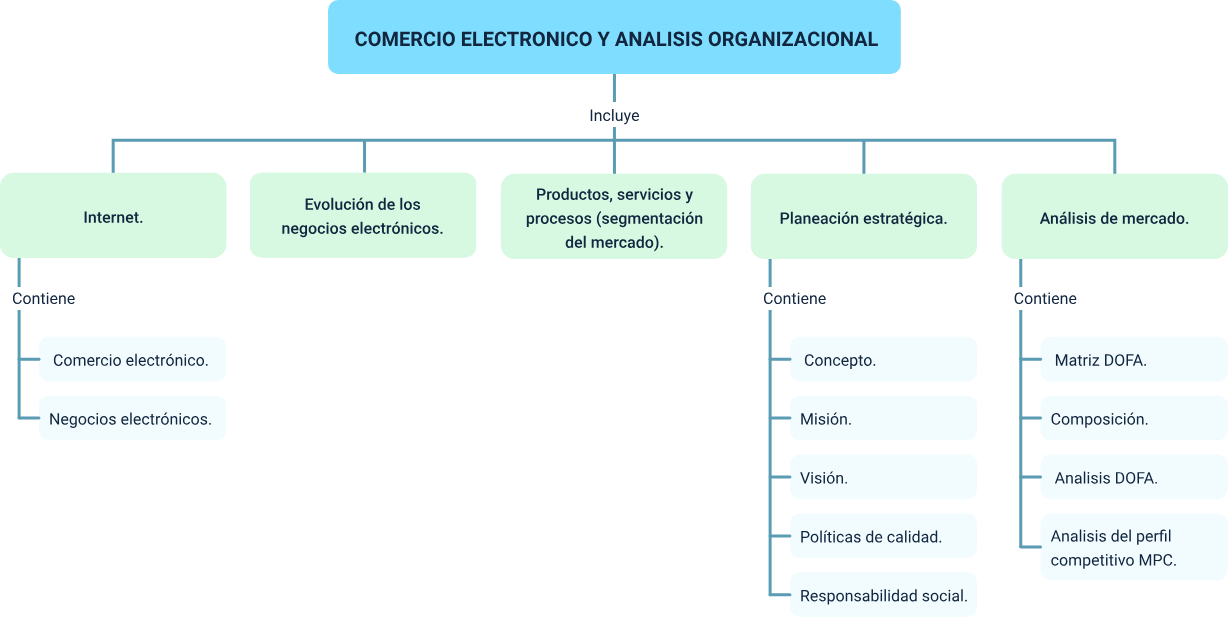 COMERCIO ELECTRONICO Y ANALISIS ORGANIZACIONAL
Incluye
Internet.
Evolución de los
negocios electrónicos.
Productos, servicios y
procesos (segmentación
del mercado).
Planeación estratégica.
Análisis de mercado.
Contiene
Comercio electrónico.
Negocios electrónicos.
Contiene
Concepto.
Misión.
Visión.
Políticas de calidad.
Responsabilidad social.
Contiene
Matriz DOFA.
Composición.
Analisis DOFA.
Analisis del perfil
competitivo MPC.